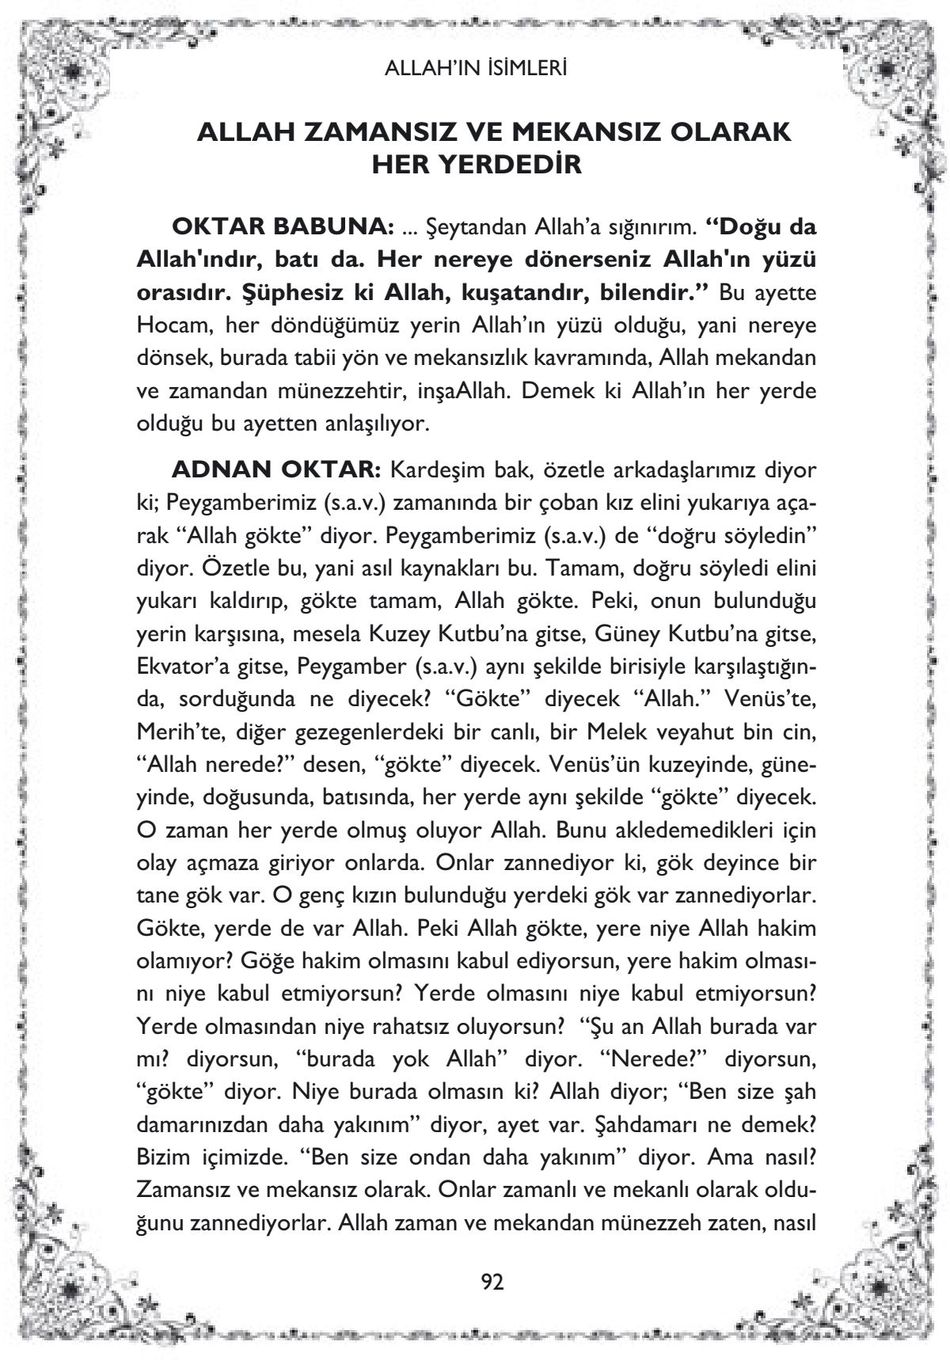 ALLAH’IN İSİMLERİ
ALLAH ZAMANSIZ VE MEKANSIZ OLARAK
HER YERDEDİR
OKTAR BABUNA: ... Şeytandan Allah’a sığınırım. “Doğu da
Allah'ındır, batı da. Her nereye dönerseniz Allah'ın yüzü
orasıdır. Şüphesiz ki Allah, kuşatandır, bilendir.” Bu ayette
Hocam, her döndüğümüz yerin Allah’ın yüzü olduğu, yani nereye
dönsek, burada tabii yön ve mekansızlık kavramında, Allah mekandan
ve zamandan münezzehtir, inşaAllah. Demek ki Allah’ın her yerde
olduğu bu ayetten anlaşılıyor.
ADNAN OKTAR: Kardeşim bak, özetle arkadaşlarımız diyor
ki; Peygamberimiz (s.a.v.) zamanında bir çoban kız elini yukarıya aça-
rak “Allah gökte” diyor. Peygamberimiz (s.a.v.) de “doğru söyledin”
diyor. Özetle bu, yani asıl kaynakları bu. Tamam, doğru söyledi elini
yukarı kaldırıp, gökte tamam, Allah gökte. Peki, onun bulunduğu
yerin karşısına, mesela Kuzey Kutbu’na gitse, Güney Kutbu’na gitse,
Ekvator’a gitse, Peygamber (s.a.v.) aynı şekilde birisiyle karşılaştığın-
da, sorduğunda ne diyecek? “Gökte” diyecek “Allah.” Venüs’te,
Merih’te, diğer gezegenlerdeki bir canlı, bir Melek veyahut bin cin,
“Allah nerede?” desen, “gökte” diyecek. Venüs’ün kuzeyinde, güne-
yinde, doğusunda, batısında, her yerde aynı şekilde “gökte” diyecek.
O zaman her yerde olmuş oluyor Allah. Bunu akledemedikleri için
olay açmaza giriyor onlarda. Onlar zannediyor ki, gök deyince bir
tane gök var. O genç kızın bulunduğu yerdeki gök var zannediyorlar.
Gökte, yerde de var Allah. Peki Allah gökte, yere niye Allah hakim
olamıyor? Göğe hakim olmasını kabul ediyorsun, yere hakim olması-
nı niye kabul etmiyorsun? Yerde olmasını niye kabul etmiyorsun?
Yerde olmasından niye rahatsız oluyorsun? “Şu an Allah burada var
mı? diyorsun, “burada yok Allah” diyor. “Nerede?” diyorsun,
“gökte” diyor. Niye burada olmasın ki? Allah diyor; “Ben size şah
damarınızdan daha yakınım” diyor, ayet var. Şahdamarı ne demek?
Bizim içimizde. “Ben size ondan daha yakınım” diyor. Ama nasıl?
Zamansız ve mekansız olarak. Onlar zamanlı ve mekanlı olarak oldu-
ğunu zannediyorlar. Allah zaman ve mekandan münezzeh zaten, nasıl
92